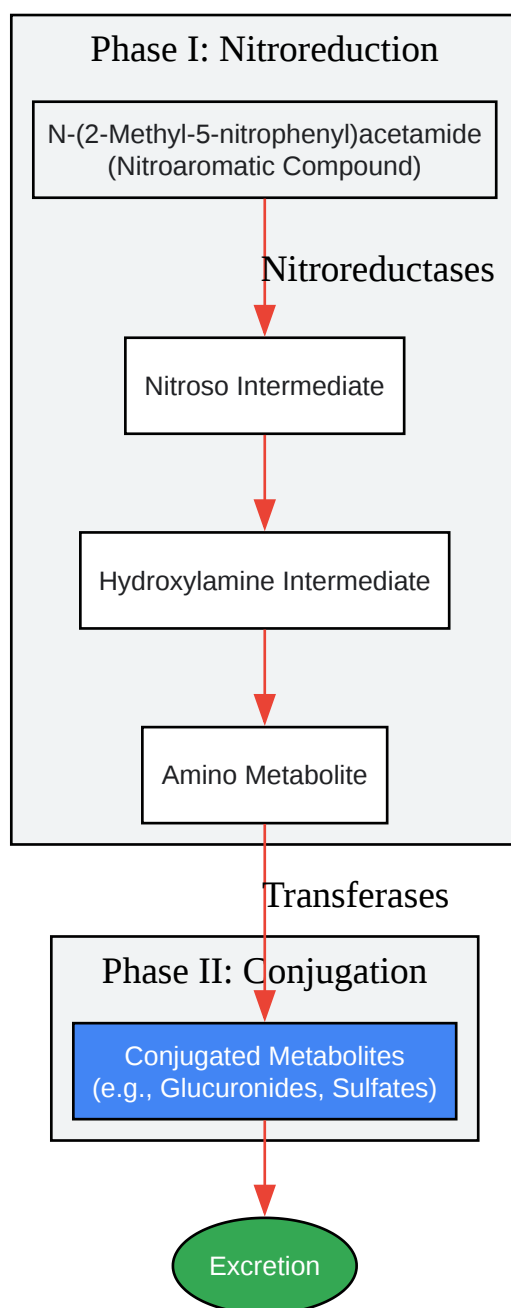 Phase I: Nitroreduction
N-(2-Methyl-5-nitrophenyl)acetamide
(Nitroaromatic Compound)
Nitroreductases
Nitroso Intermediate
Hydroxylamine Intermediate
Amino Metabolite
Transferases
Phase II: Conjugation
Conjugated Metabolites
(e.g., Glucuronides, Sulfates)
Excretion